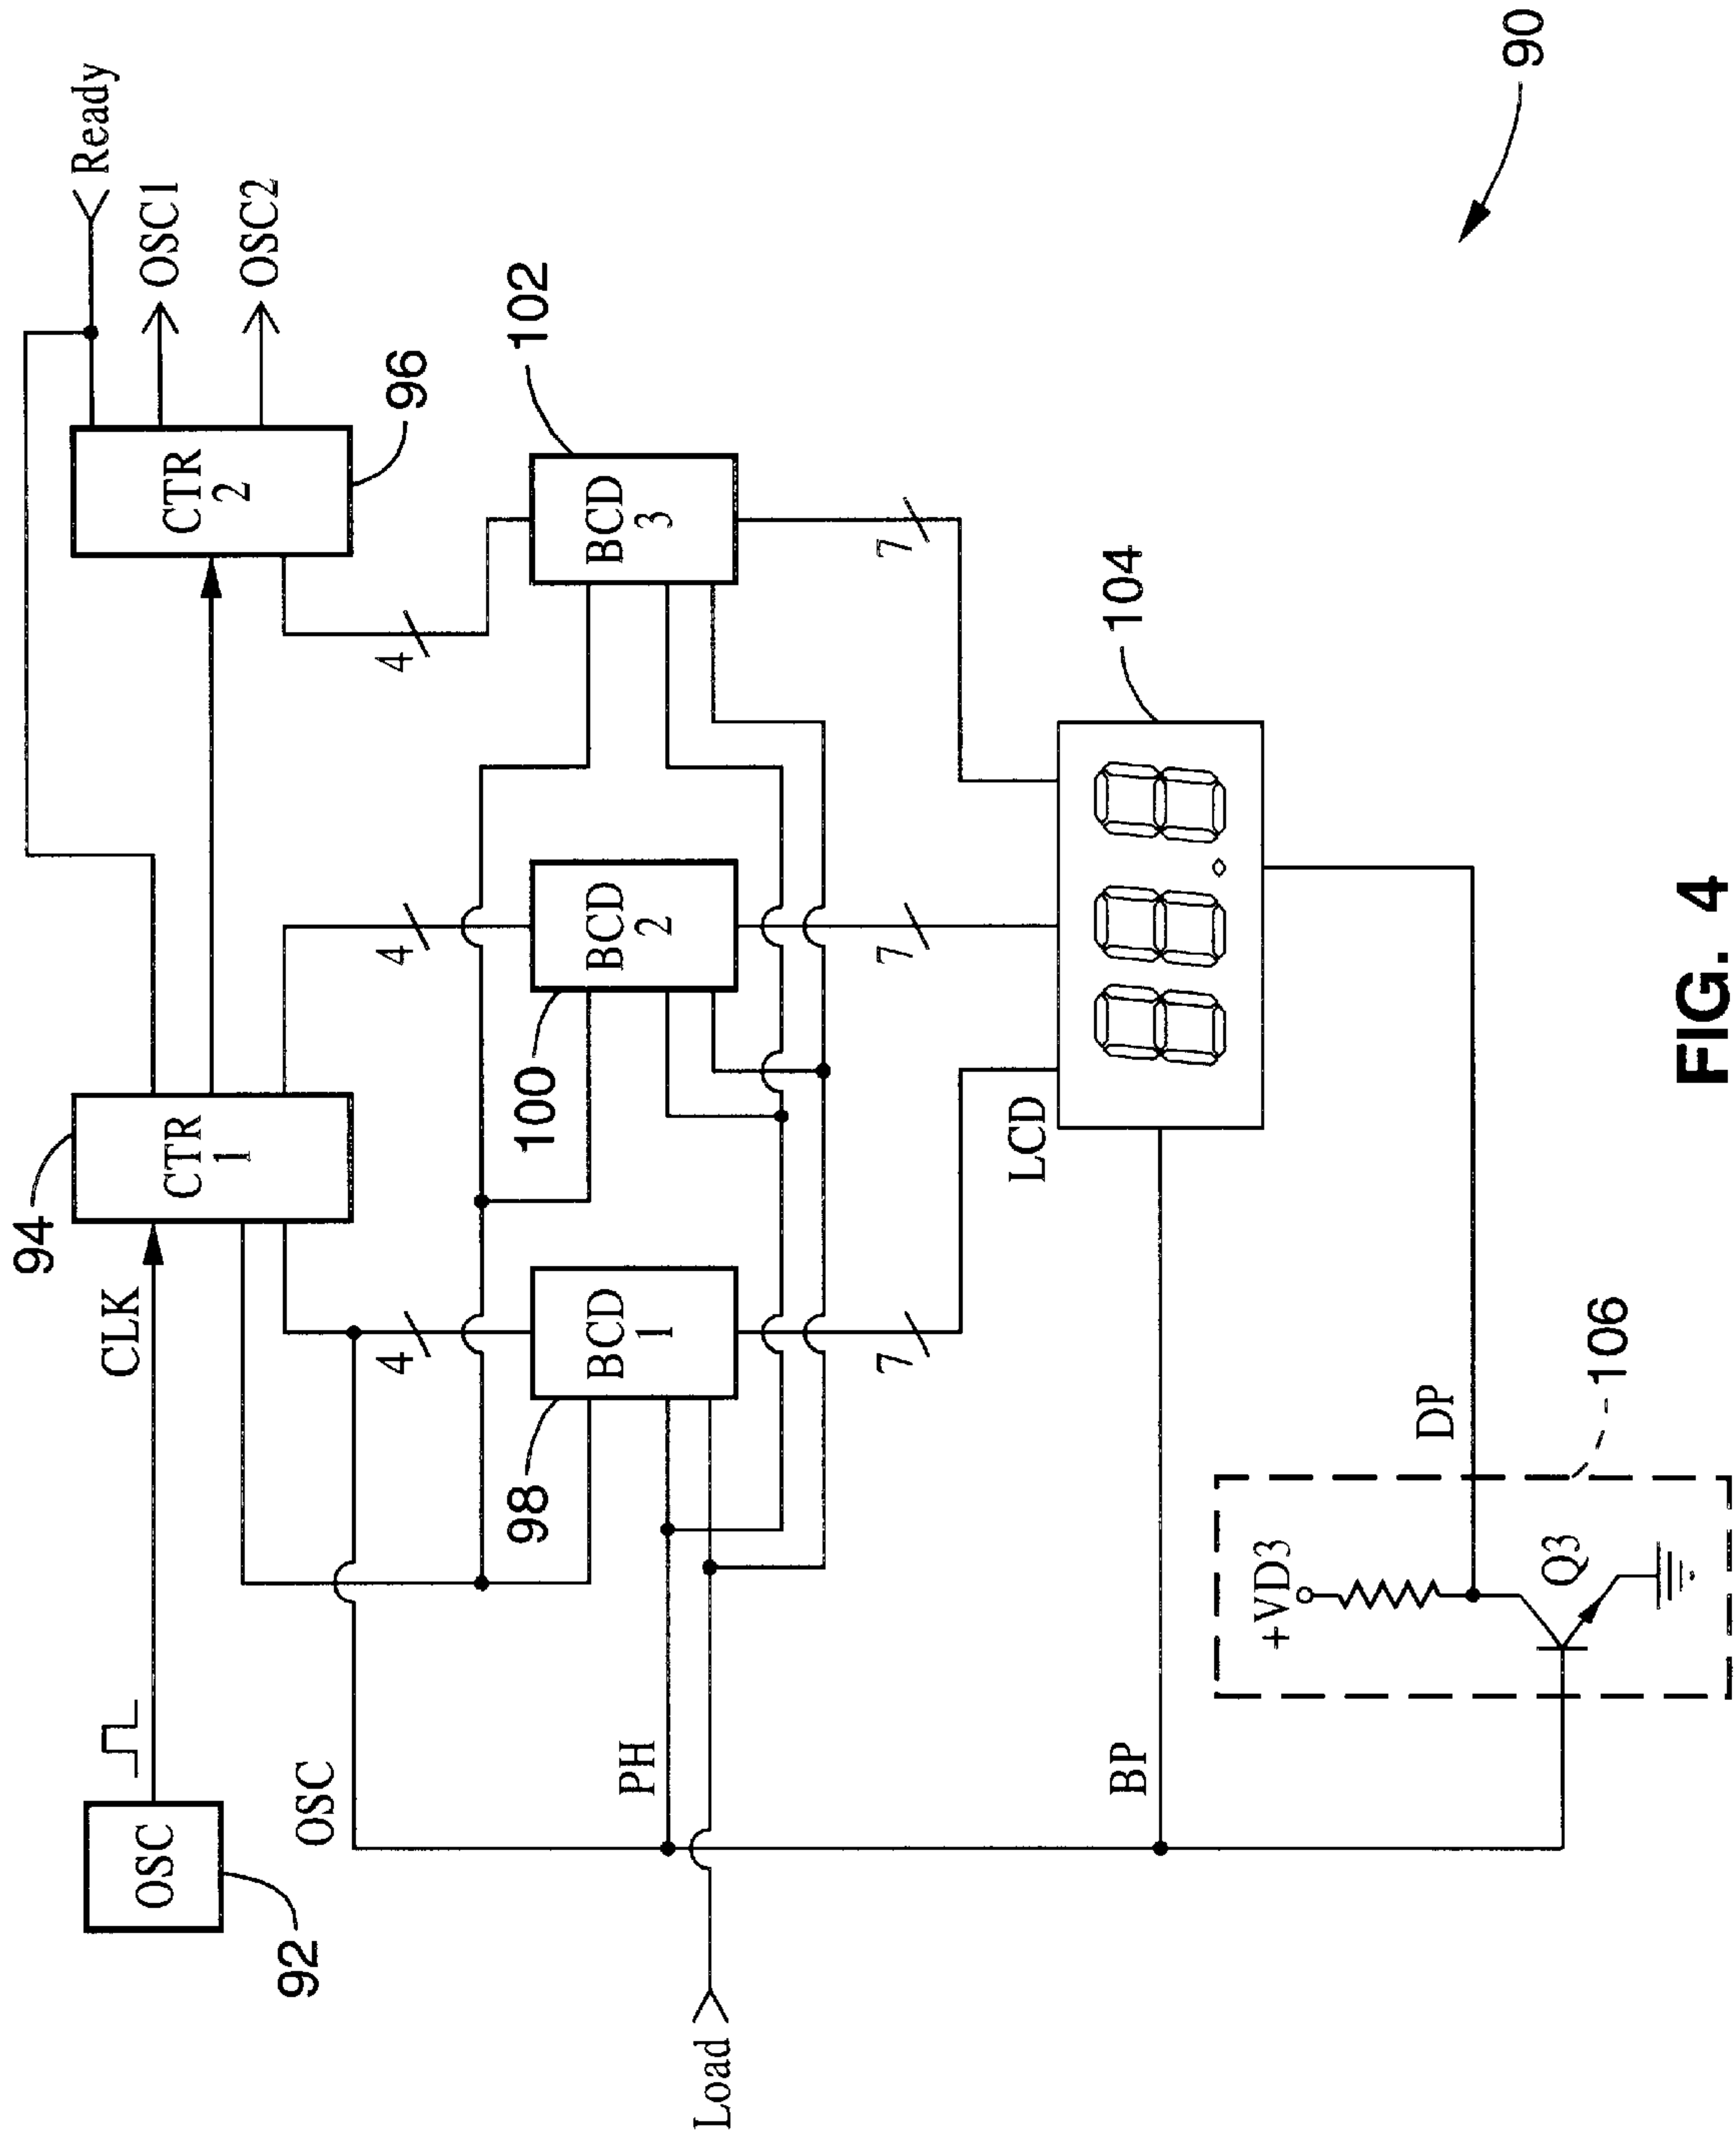 94
CLK
OSC
92
CTR
1
CTR
2
96
Ready
OSC1
OSC2
OSC
4
4
4
98
BCD
1
100
BCD
2
BCD
3
102
PH
Load
7
7
7
LCD
104
BP
DP
106
+VD3
Q3
90
FIG. 4